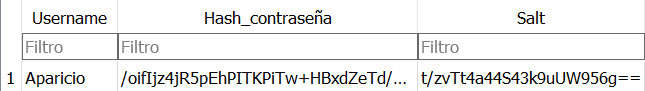 Username Hash_contraseña Salt
Filtro Filtro Filtro
1 Aparicio /oifIjz4jR5pEhPITKPiTw+HBxdZeTd/... t/zvTt4a44S43k9uUW956g==